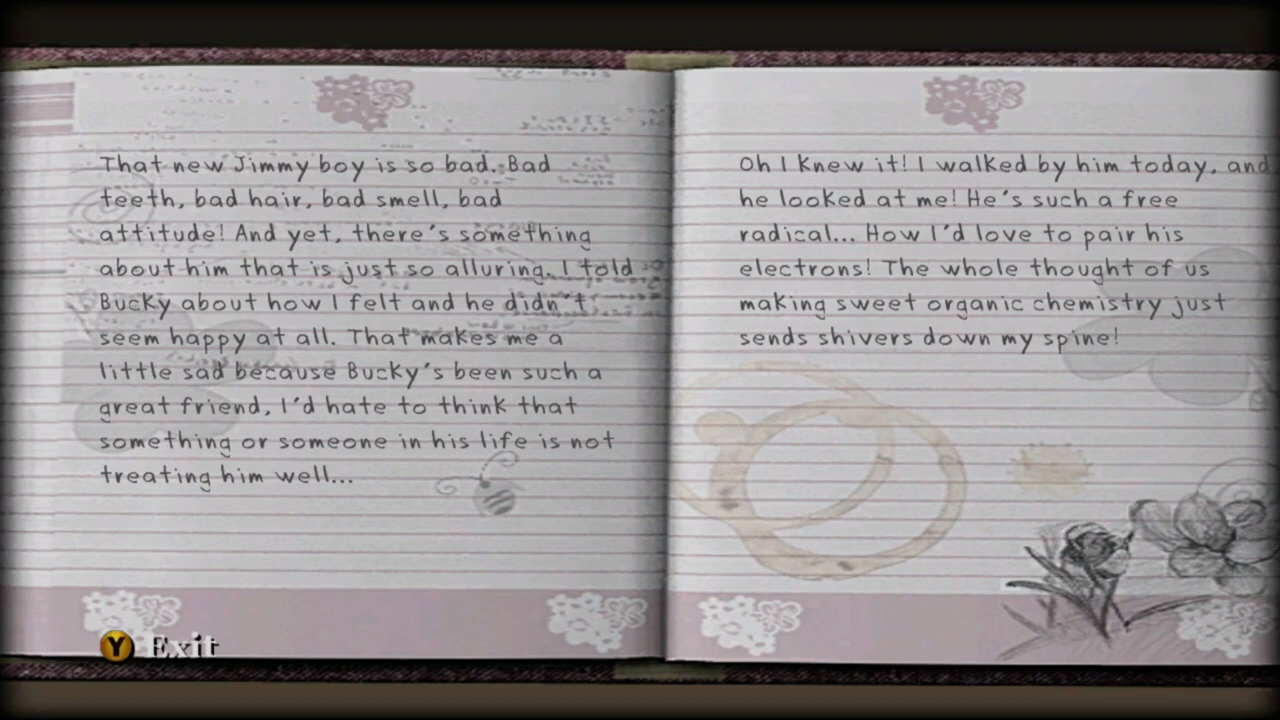 That new Jimmy boy is so bad. Bad
teeth, bad hair, bad smell, bad
attitude! And yet, there's something
about him that is just so alluring. I told
Bucky about how I felt and he didn't
seem happy at all. That makes me a
little sad because Bucky's been such a
great friend, I'd hate to think that
something or someone in his life is not
treating him well...
Oh I knew it! I walked by him today, and
he looked at me! He's such a free
radical... How I'd love to pair his
electrons! The whole thought of us
making sweet organic chemistry just
sends shivers down my spine!
Y Exit